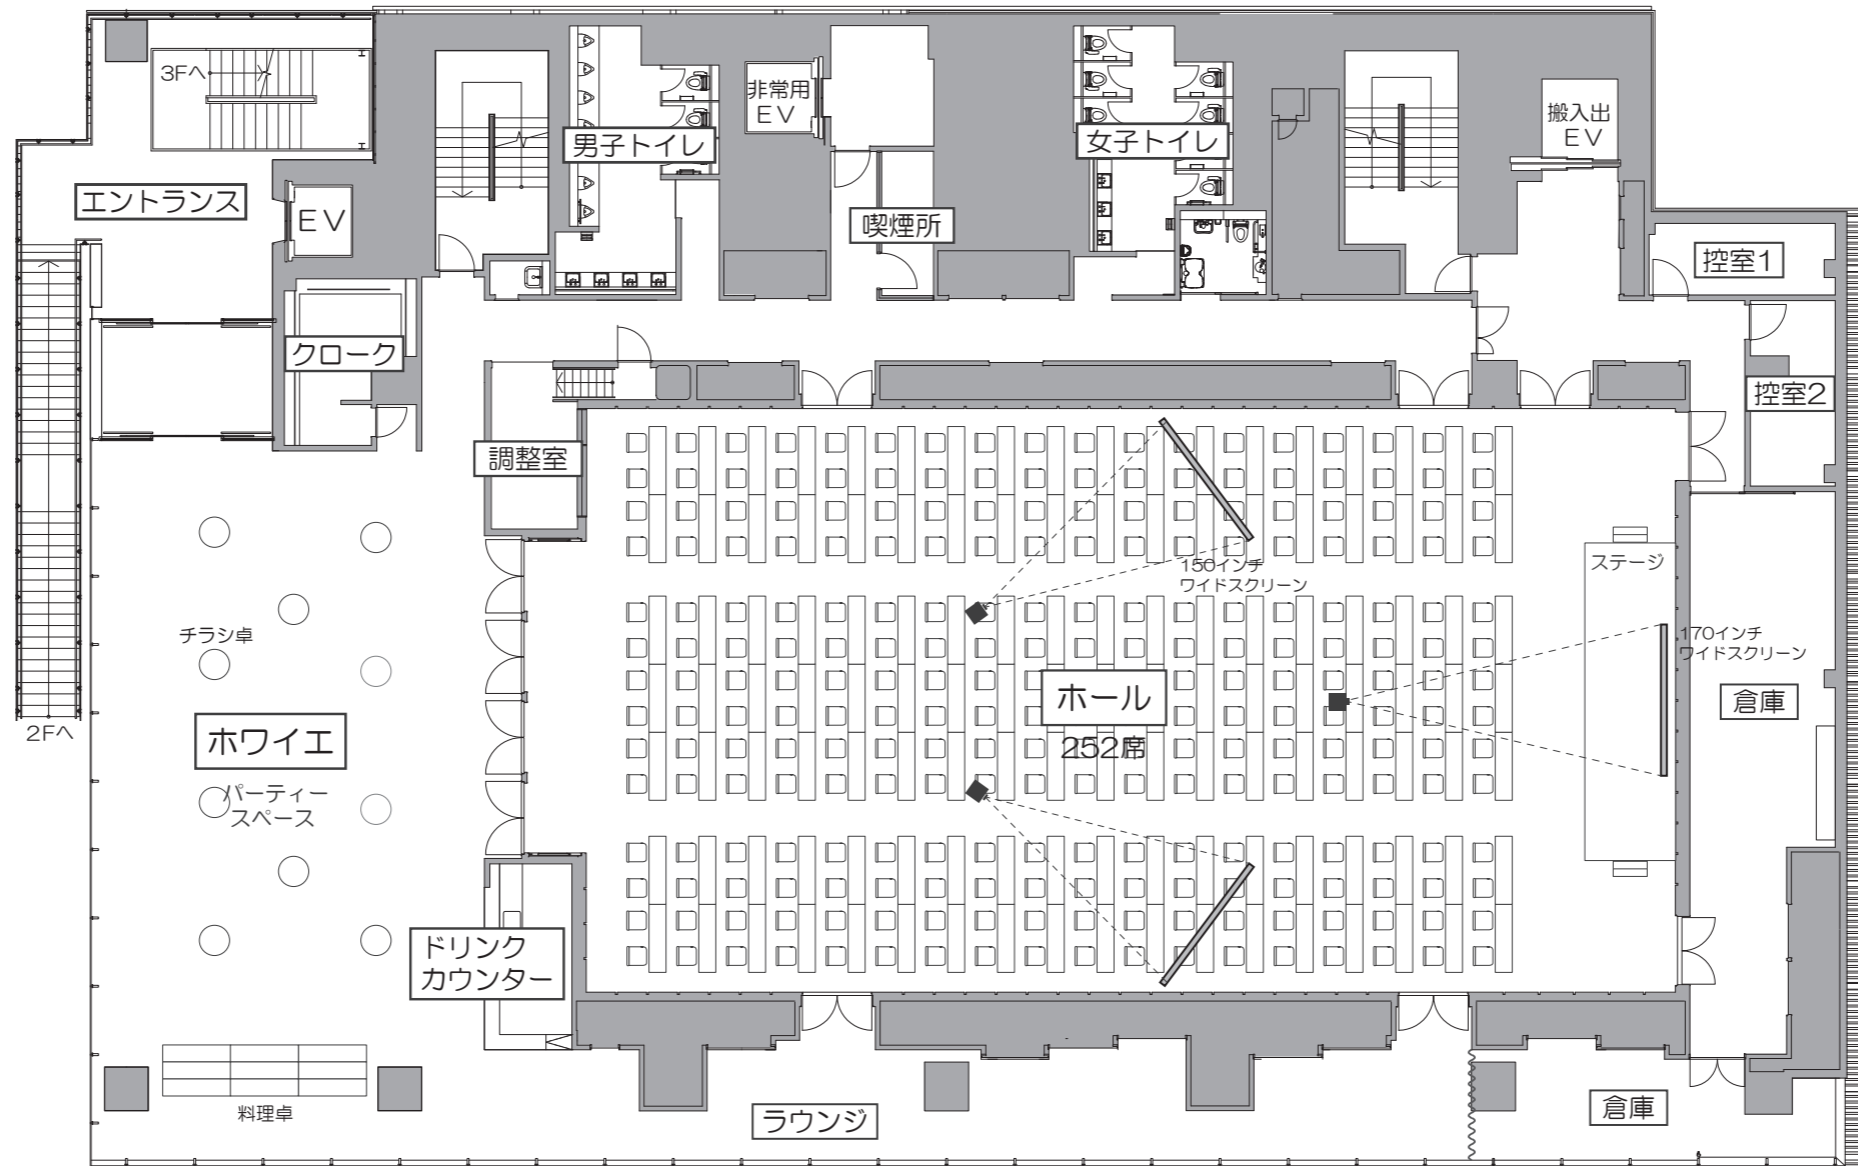 3Fへ
非常用
EV
搬入出
EV
男子トイレ
女子トイレ
エントランス
EV
喫煙所
控室1
クローク
控室2
調整室
150インチ
ワイドスクリーン
ステージ
チラシ卓
170インチ
ワイドスクリーン
ホール
252席
倉庫
2Fへ
ホワイエ
パーティー
スペース
ドリンク
カウンター
料理卓
ラウンジ
倉庫